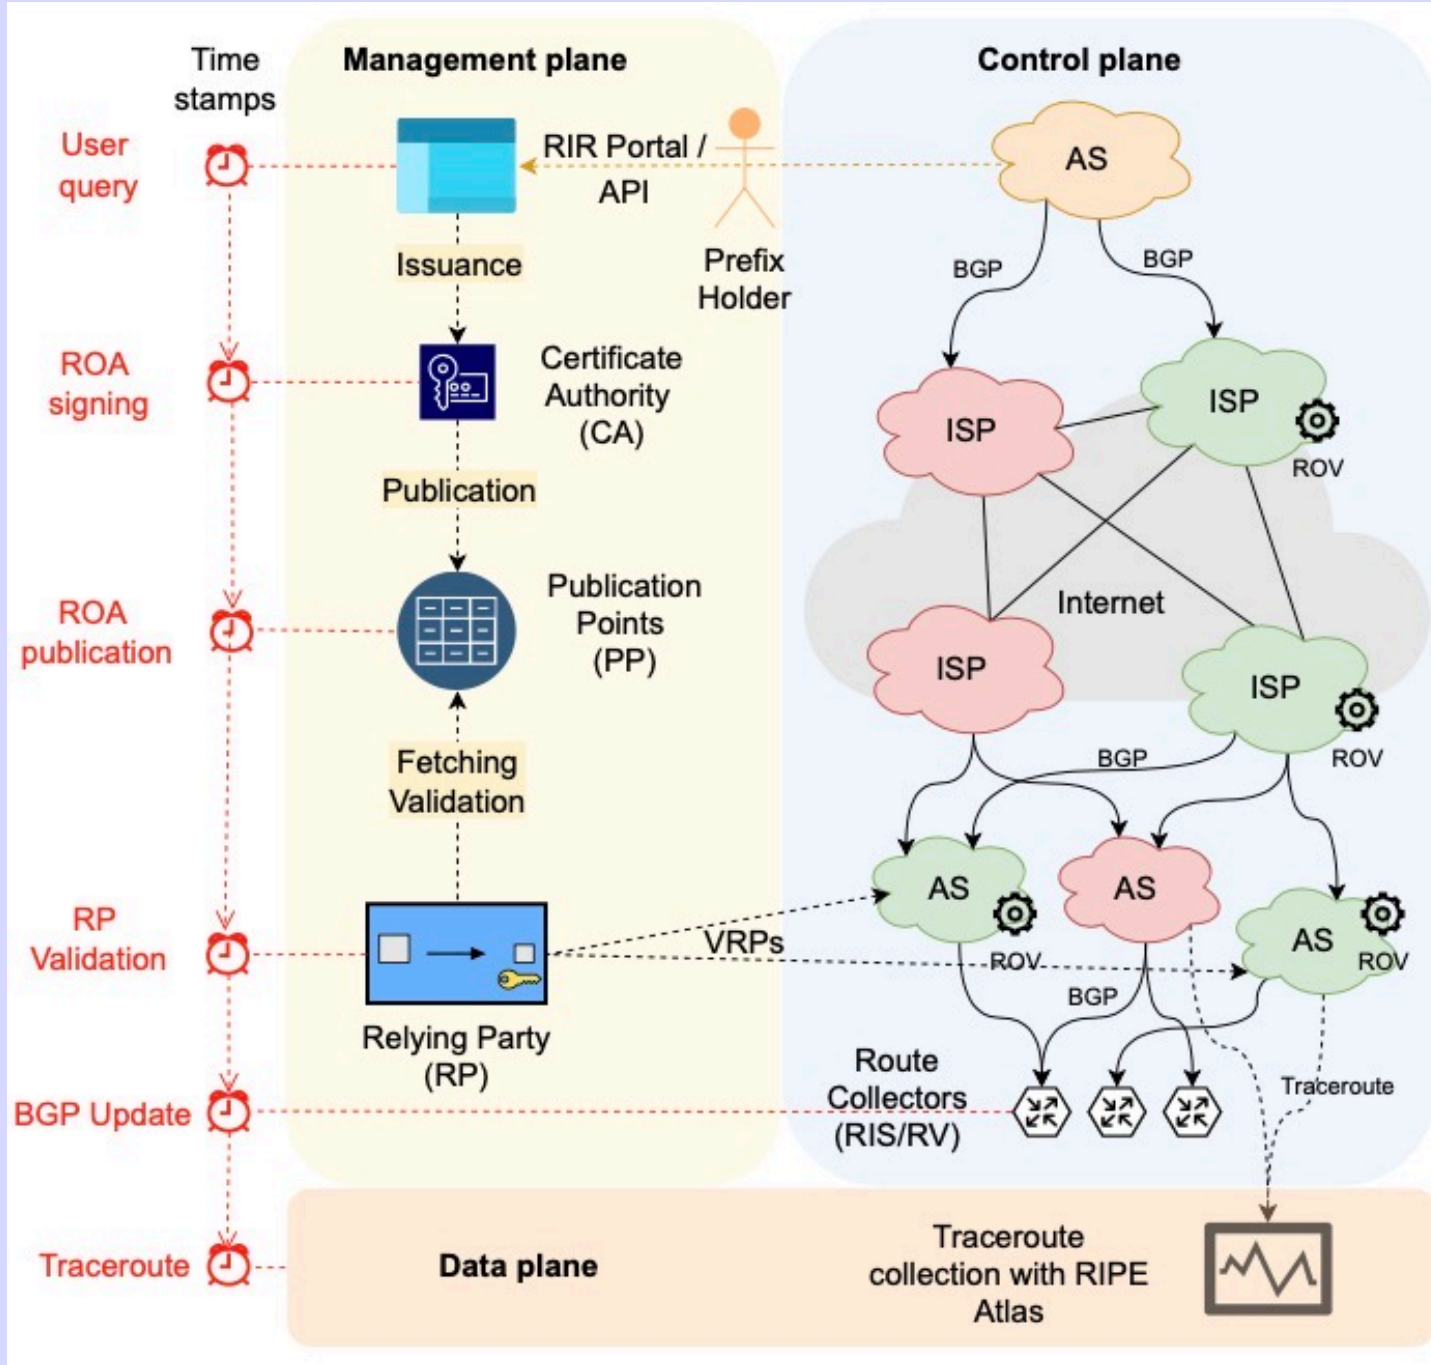 Time
stamps
Management plane
Control plane
User
query
RIR Portal /
API
Prefix
Holder
AS
BGP
BGP
Issuance
ROA
signing
Certificate
Authority
(CA)
ISP
ISP
ROV
Publication
ROA
publication
Publication
Points
(PP)
Internet
ISP
ISP
ROV
BGP
Fetching
Validation
RP
Validation
VRPs
AS
ROV
AS
AS
ROV
BGP
Relying Party
(RP)
BGP Update
Route
Collectors
(RIS/RV)
Traceroute
Traceroute
Data plane
Traceroute
collection with RIPE
Atlas